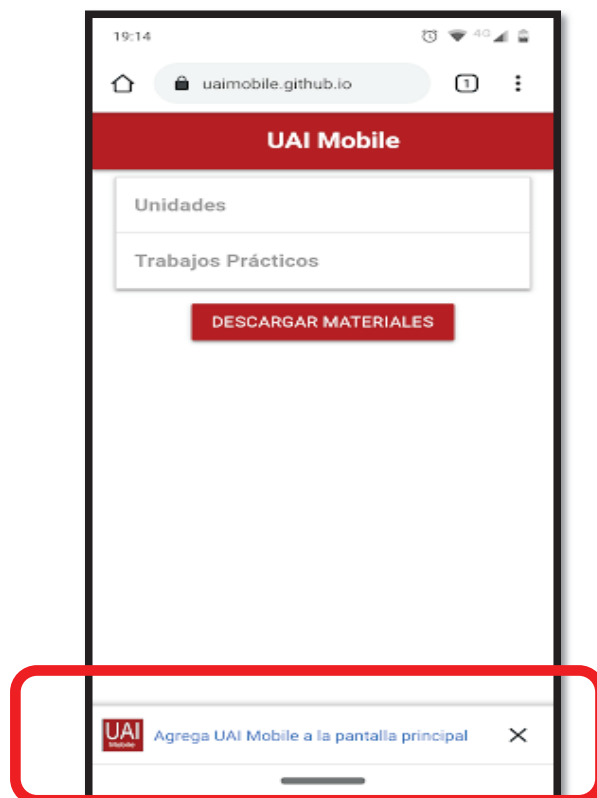 19:14
4G
uaimobile.github.io
1
UAI Mobile
Unidades
Trabajos Prácticos
DESCARGAR MATERIALES
UAI
Mobile
Agrega UAI Mobile a la pantalla principal